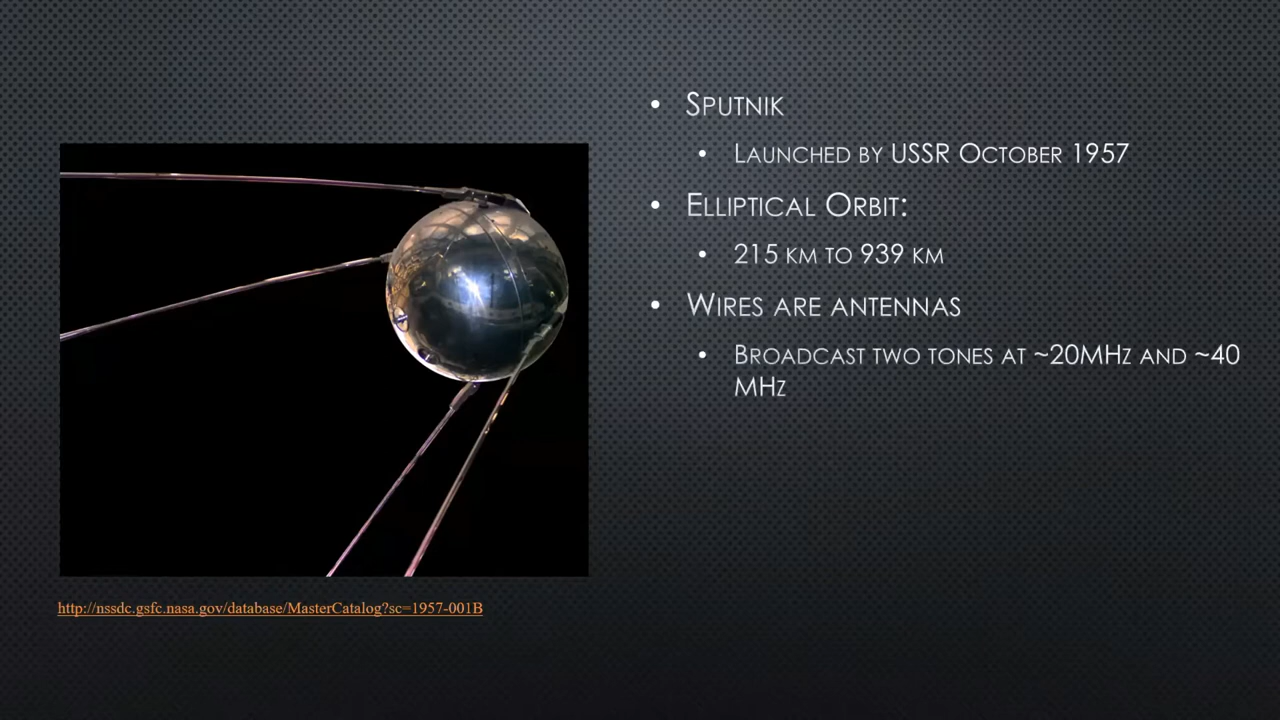 • Sputnik
• Launched by USSR October 1957
• Elliptical Orbit:
• 215 km to 939 km
• Wires are antennas
• Broadcast two tones at ~20MHz and ~40
MHz
http://nssdc.gsfc.nasa.gov/database/MasterCatalog?sc=1957-001B